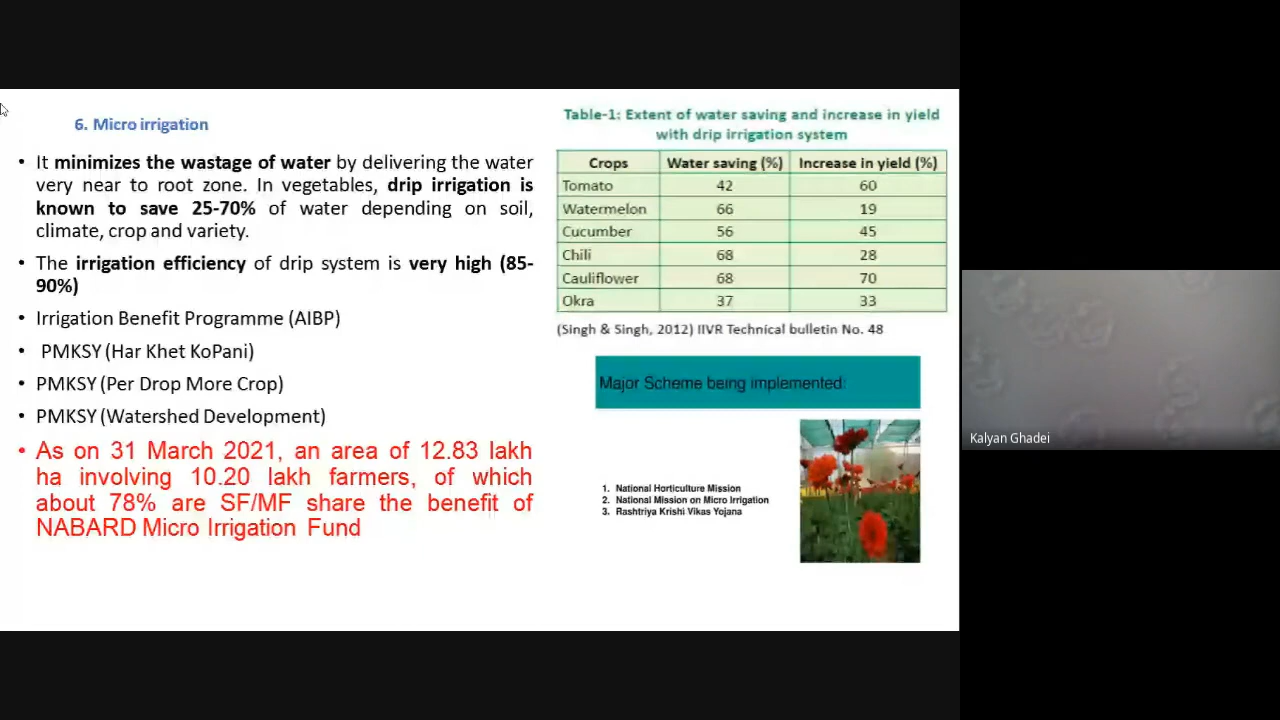 6. Micro irrigation
• It minimizes the wastage of water by delivering the water
very near to root zone. In vegetables, drip irrigation is
known to save 25-70% of water depending on soil,
climate, crop and variety.
• The irrigation efficiency of drip system is very high (85-
90%)
• Irrigation Benefit Programme (AIBP)
• PMKSY (Har Khet KoPani)
• PMKSY (Per Drop More Crop)
• PMKSY (Watershed Development)
• As on 31 March 2021, an area of 12.83 lakh
ha involving 10.20 lakh farmers, of which
about 78% are SF/MF share the benefit of
NABARD Micro Irrigation Fund
Table-1: Extent of water saving and increase in yield
with drip irrigation system
Crops Water saving (%) Increase in yield (%)
Tomato 42 60
Watermelon 66 19
Cucumber 56 45
Chili 68 28
Cauliflower 68 70
Okra 37 33
(Singh & Singh, 2012) IIVR Technical bulletin No. 48
Major Scheme being implemented:
1. National Horticulture Mission
2. National Mission on Micro Irrigation
3. Rashtriya Krishi Vikas Yojana
Kalyan Ghadei